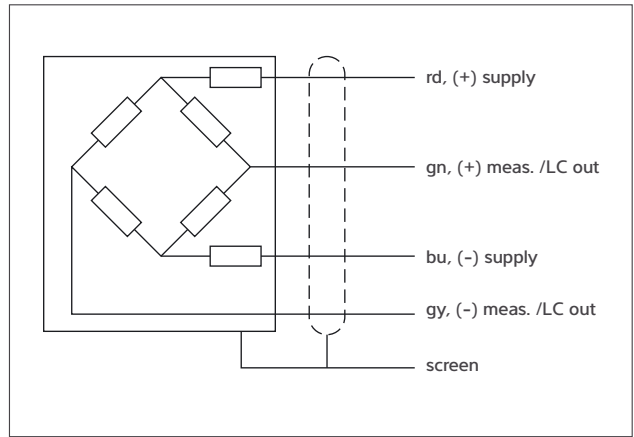 rd, (+) supply
gn, (+) meas. /LC out
bu, (-) supply
gy, (-) meas. /LC out
screen